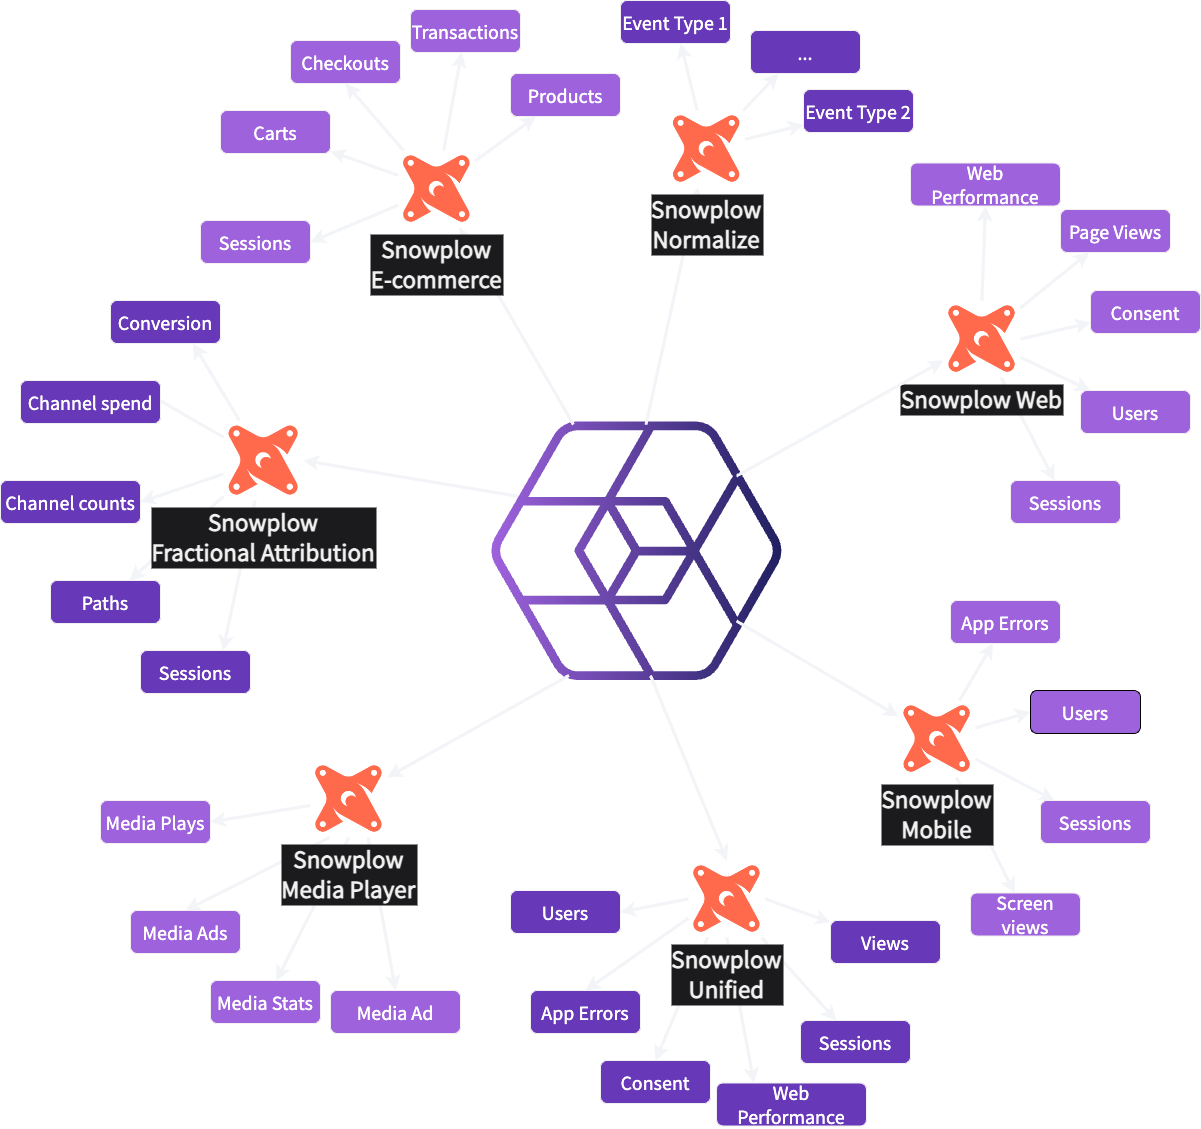 Transactions
Checkouts
Products
Carts
Sessions
Snowplow
E-commerce
Event Type 1
...
Event Type 2
Snowplow
Normalize
Web
Performance
Page Views
Consent
Users
Sessions
Snowplow Web
Conversion
Channel spend
Channel counts
Paths
Sessions
Snowplow
Fractional Attribution
App Errors
Users
Sessions
Screen
views
Snowplow
Mobile
Media Plays
Media Ads
Media Stats
Media Ad
Snowplow
Media Player
Users
App Errors
Consent
Web
Performance
Sessions
Views
Snowplow
Unified